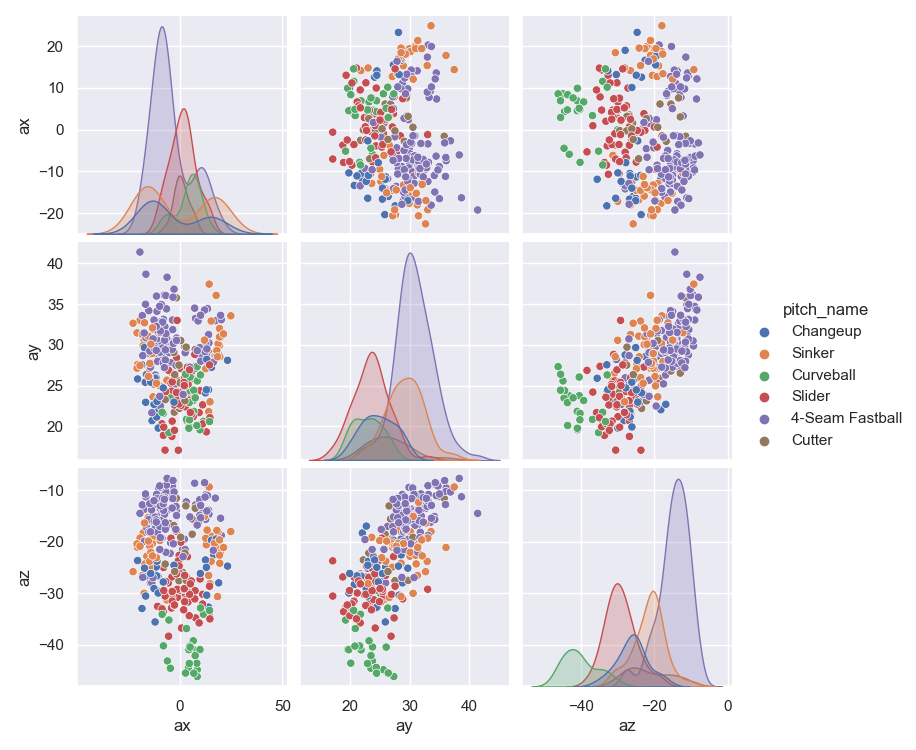 20
10
0
−10
−20
ax
40
35
30
25
20
ay
pitch_name
Changeup
Sinker
Curveball
Slider
4-Seam Fastball
Cutter
−10
−20
−30
−40
az
0 50
20 30 40
−40 −20 0
ax ay az